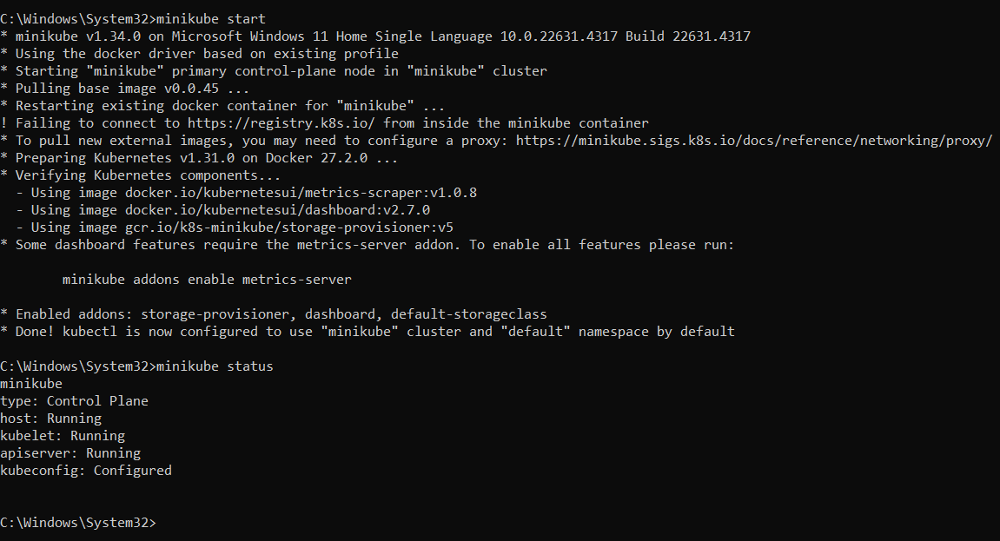 C:\Windows\System32>minikube start
* minikube v1.34.0 on Microsoft Windows 11 Home Single Language 10.0.22631.4317 Build 22631.4317
* Using the docker driver based on existing profile
* Starting "minikube" primary control-plane node in "minikube" cluster
* Pulling base image v0.0.45 ...
* Restarting existing docker container for "minikube" ...
! Failing to connect to https://registry.k8s.io/ from inside the minikube container
* To pull new external images, you may need to configure a proxy: https://minikube.sigs.k8s.io/docs/reference/networking/proxy/
* Preparing Kubernetes v1.31.0 on Docker 27.2.0 ...
* Verifying Kubernetes components...
  - Using image docker.io/kubernetesui/metrics-scraper:v1.0.8
  - Using image docker.io/kubernetesui/dashboard:v2.7.0
  - Using image gcr.io/k8s-minikube/storage-provisioner:v5
* Some dashboard features require the metrics-server addon. To enable all features please run:
        minikube addons enable metrics-server
* Enabled addons: storage-provisioner, dashboard, default-storageclass
* Done! kubectl is now configured to use "minikube" cluster and "default" namespace by default
C:\Windows\System32>minikube status
minikube
type: Control Plane
host: Running
kubelet: Running
apiserver: Running
kubeconfig: Configured
C:\Windows\System32>